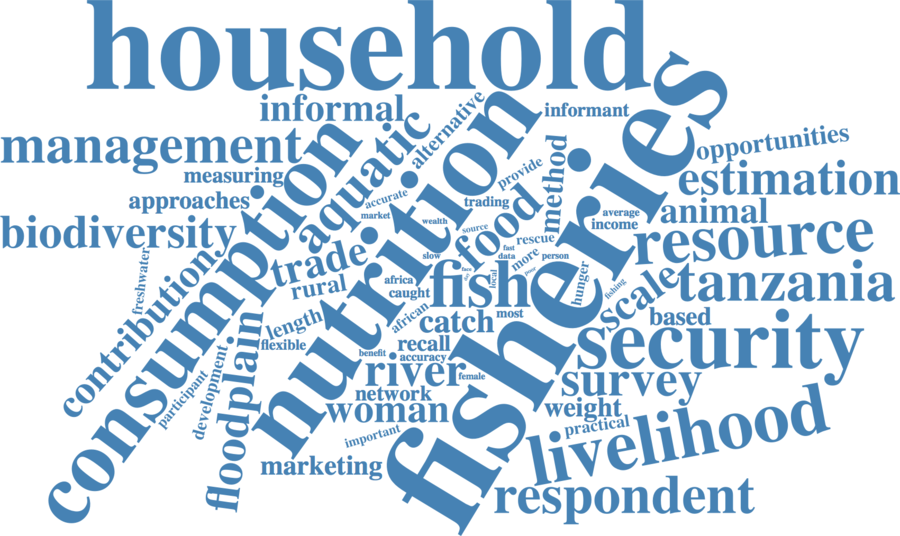 household
informal
alternative
informant
management
consumption
aquatic
nutrition
fisheries
opportunities
measuring
accurate
provide
method
estimation
approaches
market
wealth
trading
food
average
income
animal
biodiversity
trade
source
rescue
resource
freshwater
contribution
rural
slow
fast
data
more
person
hunger
africa
caught
fish
face
local
poor
fishing
scale
tanzania
floodplain
length
flexible
african
catch
most
based
security
recall
accuracy
benefit
river
female
survey
participant
development
network
woman
weight
practical
important
livelihood
marketing
respondent